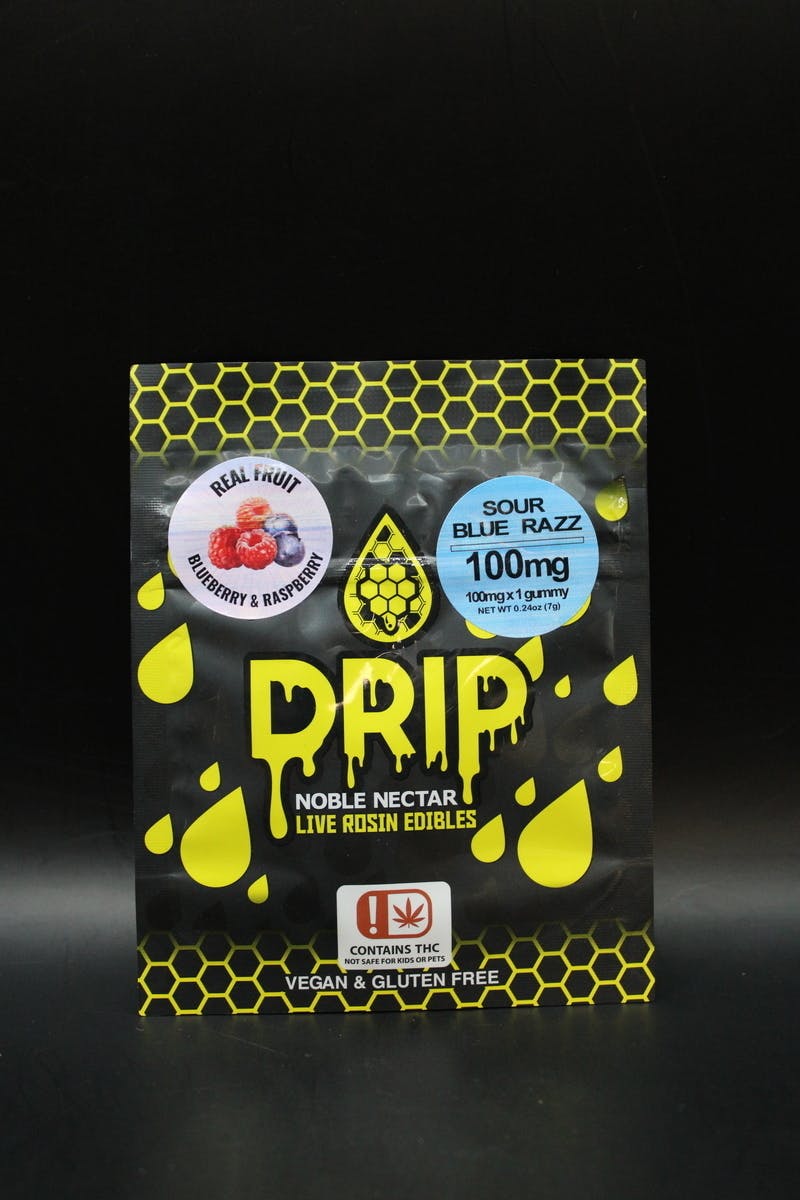 REAL FRUIT
BLUEBERRY & RASPBERRY
SOUR
BLUE RAZZ
100mg
100mg x 1 gummy
NET WT 0.24oz (7g)
DRIP
NOBLE NECTAR
LIVE ROSIN EDIBLES
!
CONTAINS THC
NOT SAFE FOR KIDS OR PETS
VEGAN & GLUTEN FREE